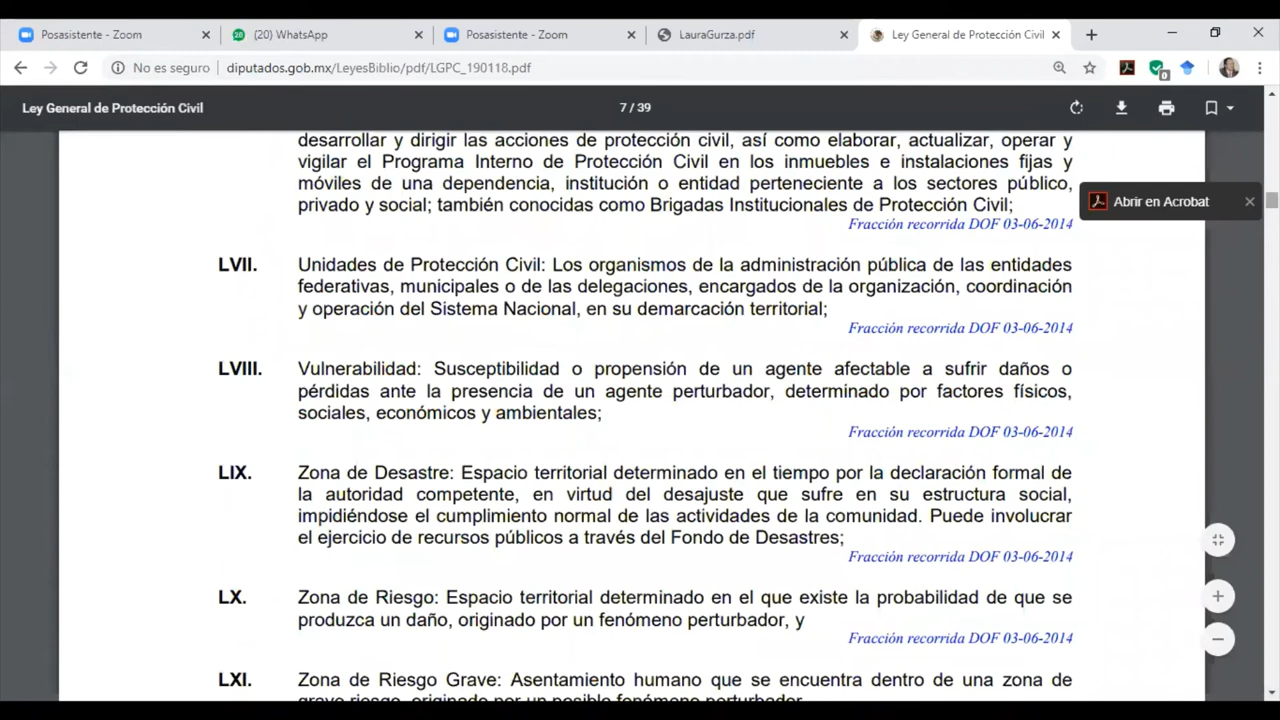 Posasistente - Zoom
(20) WhatsApp
Posasistente - Zoom
LauraGurza.pdf
Ley General de Protección Civil
No es seguro
diputados.gob.mx/LeyesBiblio/pdf/LGPC_190118.pdf
0
Ley General de Protección Civil
7 / 39
desarrollar y dirigir las acciones de protección civil, así como elaborar, actualizar, operar y
vigilar el Programa Interno de Protección Civil en los inmuebles e instalaciones fijas y
móviles de una dependencia, institución o entidad perteneciente a los sectores público,
privado y social; también conocidas como Brigadas Institucionales de Protección Civil;
Abrir en Acrobat
Fracción recorrida DOF 03-06-2014
LVII. Unidades de Protección Civil: Los organismos de la administración pública de las entidades
federativas, municipales o de las delegaciones, encargados de la organización, coordinación
y operación del Sistema Nacional, en su demarcación territorial;
Fracción recorrida DOF 03-06-2014
LVIII. Vulnerabilidad: Susceptibilidad o propensión de un agente afectable a sufrir daños o
pérdidas ante la presencia de un agente perturbador, determinado por factores físicos,
sociales, económicos y ambientales;
Fracción recorrida DOF 03-06-2014
LIX. Zona de Desastre: Espacio territorial determinado en el tiempo por la declaración formal de
la autoridad competente, en virtud del desajuste que sufre en su estructura social,
impidiéndose el cumplimiento normal de las actividades de la comunidad. Puede involucrar
el ejercicio de recursos públicos a través del Fondo de Desastres;
Fracción recorrida DOF 03-06-2014
LX. Zona de Riesgo: Espacio territorial determinado en el que existe la probabilidad de que se
produzca un daño, originado por un fenómeno perturbador, y
Fracción recorrida DOF 03-06-2014
LXI. Zona de Riesgo Grave: Asentamiento humano que se encuentra dentro de una zona de
grave riesgo, originado por un posible fenómeno perturbador.